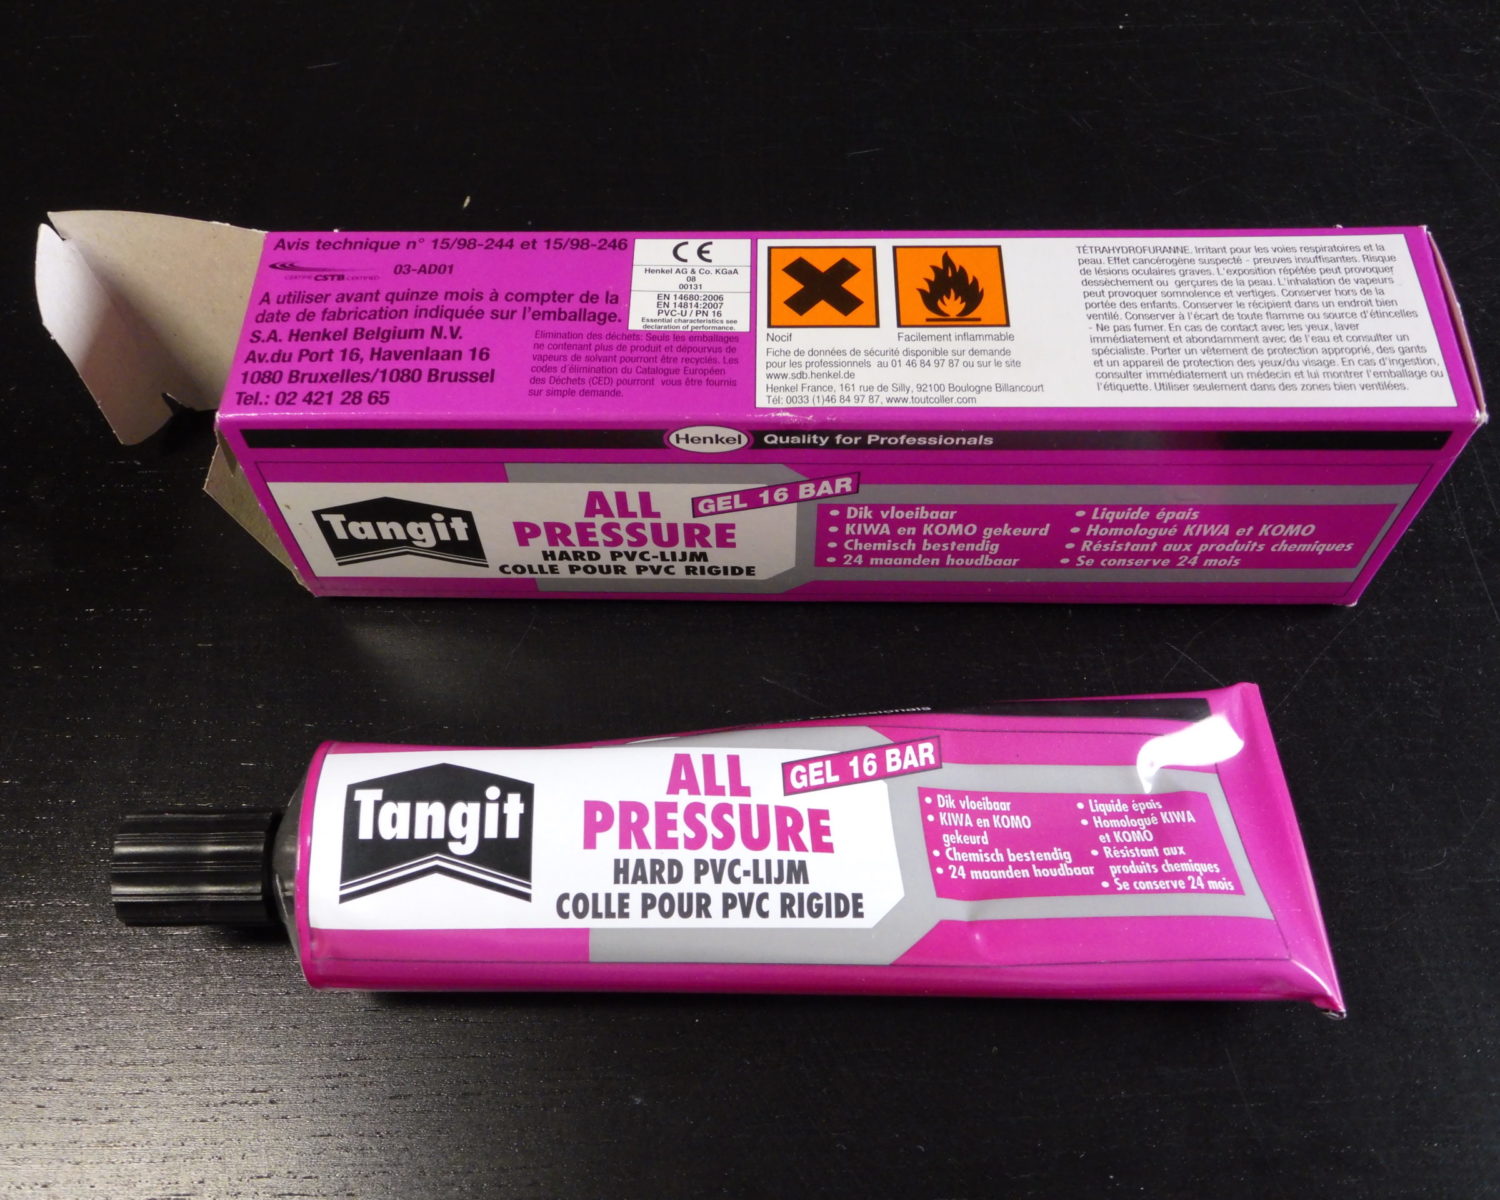 Avis technique n° 15/98-244 et 15/98-246
CERTIFIÉ CSTB CERTIFIED
03-AD01
A utiliser avant quinze mois à compter de la
date de fabrication indiquée sur l'emballage.
S.A. Henkel Belgium N.V.
Av.du Port 16, Havenlaan 16
1080 Bruxelles/1080 Brussel
Tel.: 02 421 28 65
CE
Henkel AG & Co. KGaA
08
00131
EN 14680:2006
EN 14814:2007
PVC-U / PN 16
Essential characteristics see
declaration of performance.
Elimination des déchets: Seuls les emballages
ne contenant plus de produit et dépourvus de
vapeurs de solvant pourront être recyclés. Les
codes d'élimination du Catalogue Européen
des Déchets (CED) pourront vous être fournis
sur simple demande.
Nocif
Facilement inflammable
Fiche de données de sécurité disponible sur demande
pour les professionnels au 01 46 84 97 87 ou sur le site
www.sdb.henkel.de
Henkel France, 161 rue de Silly, 92100 Boulogne Billancourt
Tél: 0033 (1)46 84 97 87, www.toutcoller.com
TÉTRAHYDROFURANNE. Irritant pour les voies respiratoires et la
peau. Effet cancérogène suspecté - preuves insuffisantes. Risque
de lésions oculaires graves. L'exposition répétée peut provoquer
dessèchement ou gerçures de la peau. L'inhalation de vapeurs
peut provoquer somnolence et vertiges. Conserver hors de la
portée des enfants. Conserver le récipient dans un endroit bien
ventilé. Conserver à l'écart de toute flamme ou source d'étincelles
- Ne pas fumer. En cas de contact avec les yeux, laver
immédiatement et abondamment avec de l'eau et consulter un
spécialiste. Porter un vêtement de protection approprié, des gants
et un appareil de protection des yeux/du visage. En cas d'ingestion,
consulter immédiatement un médecin et lui montrer l'emballage ou
l'étiquette. Utiliser seulement dans des zones bien ventilées.
Henkel Quality for Professionals
Tangit
ALL
PRESSURE
GEL 16 BAR
HARD PVC-LIJM
COLLE POUR PVC RIGIDE
• Dik vloeibaar
• KIWA en KOMO gekeurd
• Chemisch bestendig
• 24 maanden houdbaar
• Liquide épais
• Homologué KIWA et KOMO
• Résistant aux produits chemiques
• Se conserve 24 mois
for Professionals
Tangit
ALL
PRESSURE
GEL 16 BAR
HARD PVC-LIJM
COLLE POUR PVC RIGIDE
• Dik vloeibaar
• KIWA en KOMO
gekeurd
• Chemisch bestendig
• 24 maanden houdbaar
• Liquide épais
• Homologué KIWA
et KOMO
• Résistant aux
produits chemiques
• Se conserve 24 mois